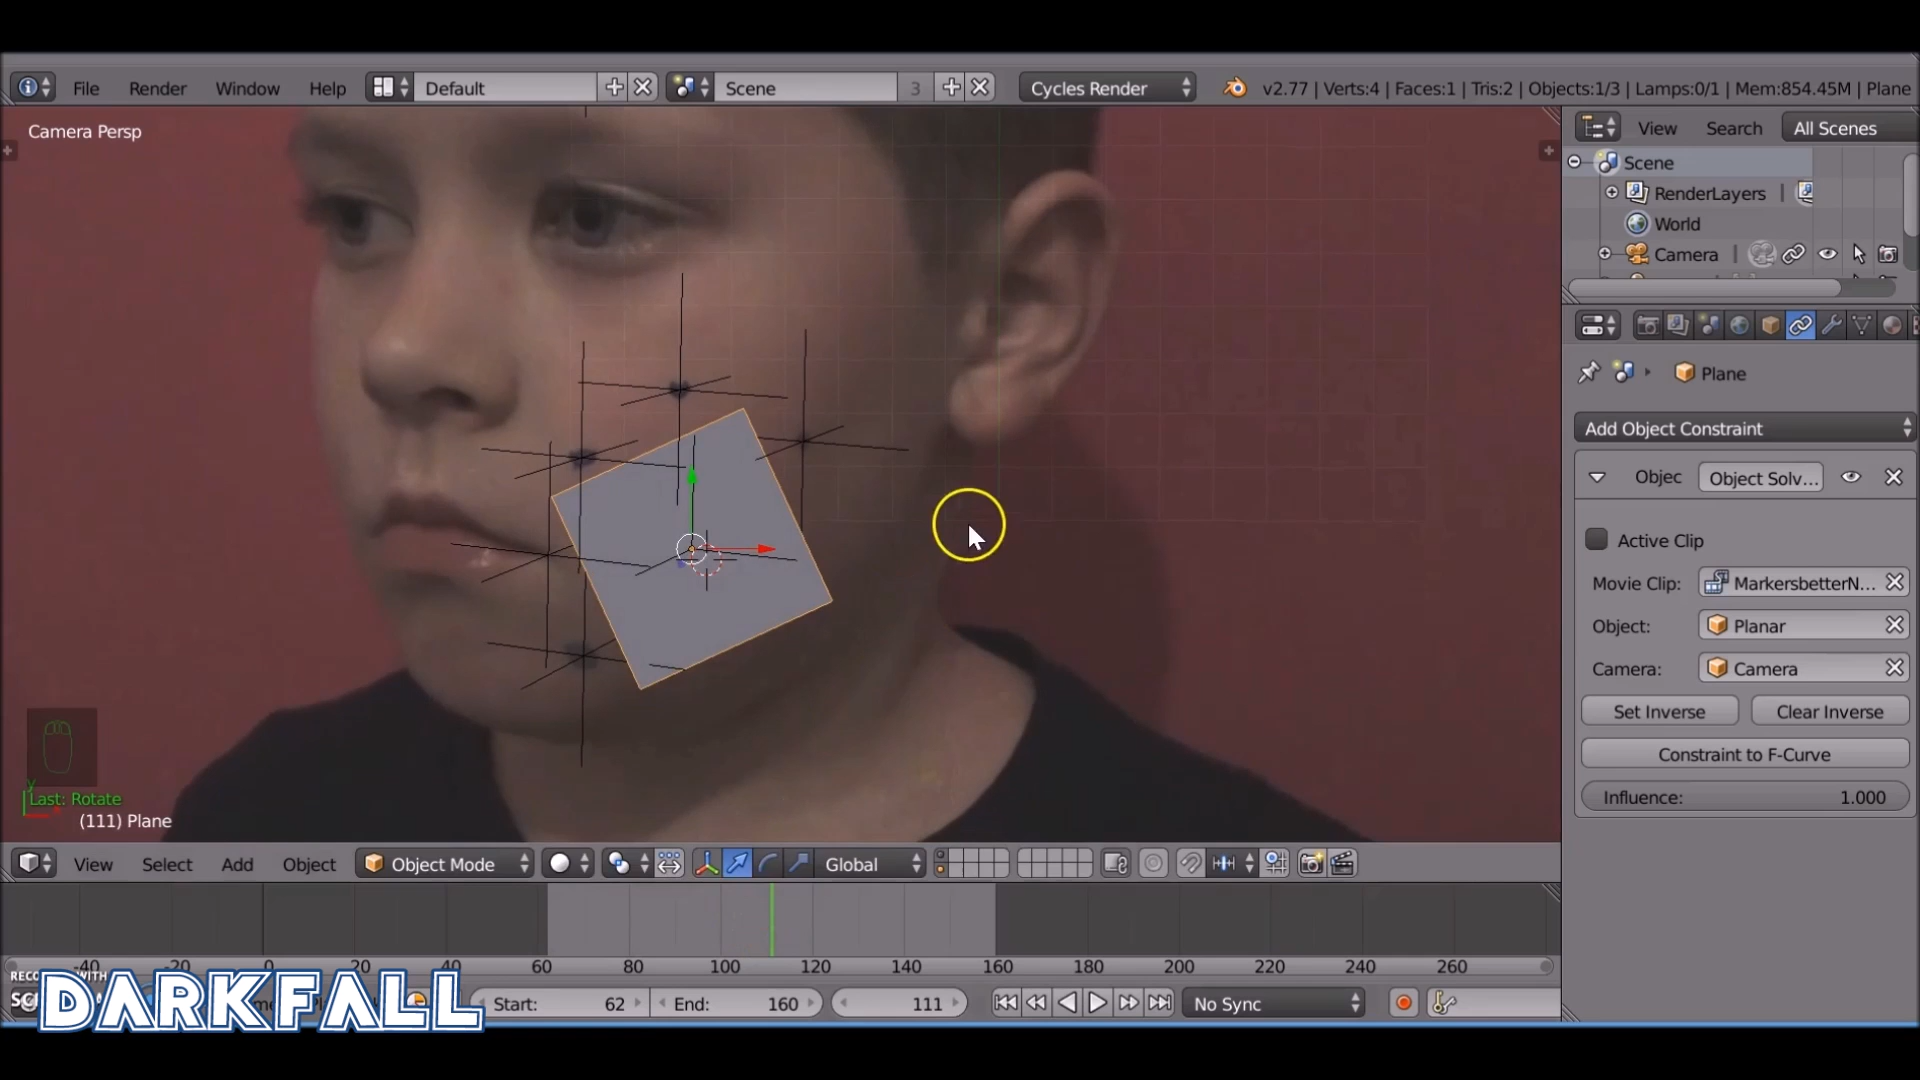 File Render Window Help Default Scene 3 Cycles Render v2.77 | Verts:4 | Faces:1 | Tris:2 | Objects:1/3 | Lamps:0/1 | Mem:854.45M | Plane
Camera Persp
View Search All Scenes
Scene
RenderLayers |
World
Camera |
Plane
Add Object Constraint
Objec Object Solv...
Active Clip
Movie Clip: MarkersbetterN...
Object: Planar
Camera: Camera
Set Inverse Clear Inverse
Constraint to F-Curve
Influence: 1.000
y
Last: Rotate
(111) Plane
View Select Add Object Object Mode Global
-40 -20 0 20 40 60 80 100 120 140 160 180 200 220 240 260
RECO WITH
DARKFALL
Start: 62 End: 160 111 No Sync